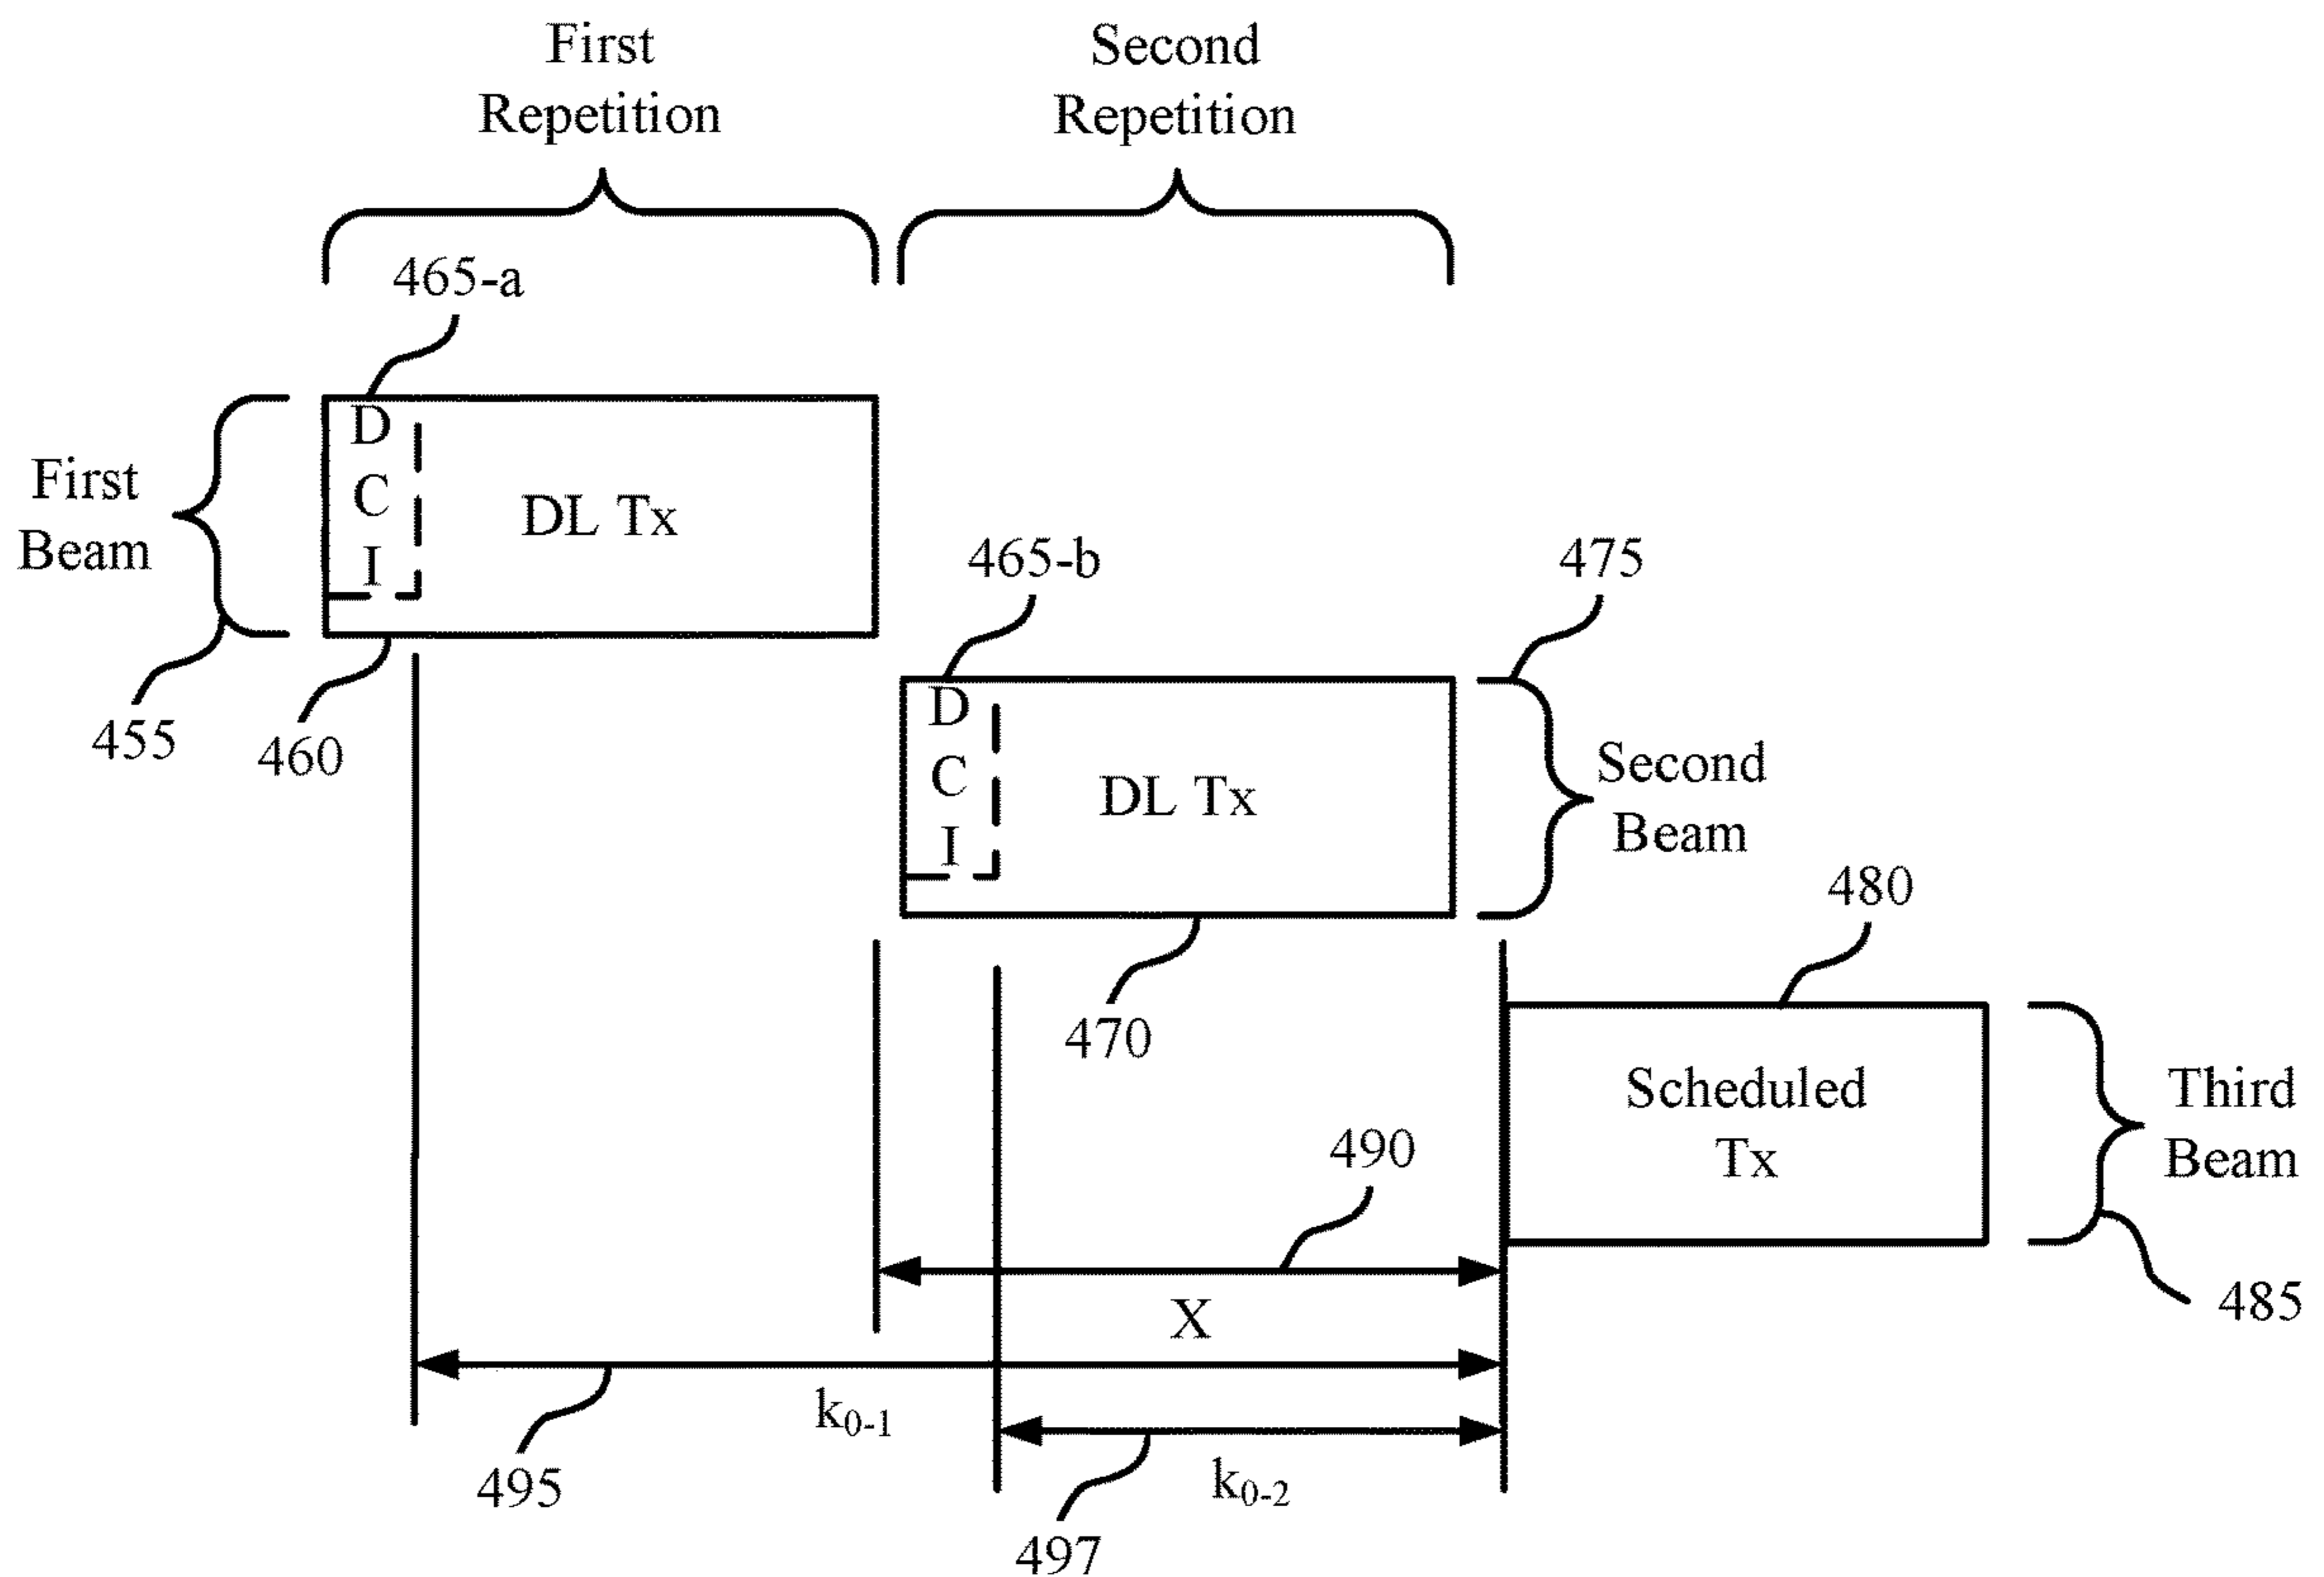 First
Repetition
Second
Repetition
465-a
First
Beam
D
C
I
DL Tx
455
460
465-b
475
D
C
I
DL Tx
Second
Beam
470
480
Scheduled
Tx
Third
Beam
485
490
X
k0-1
495
k0-2
497